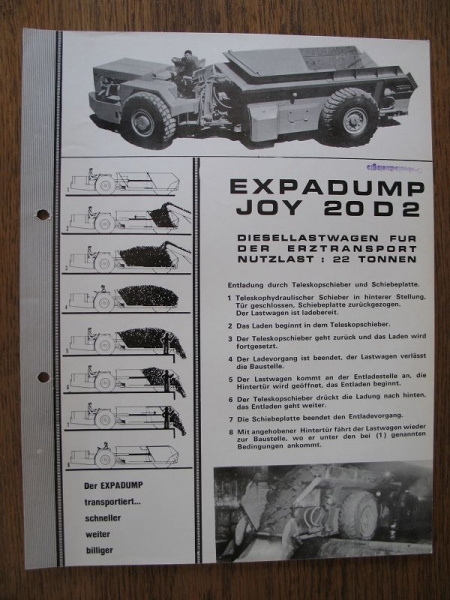 EXPADUMP
JOY 20 D 2
DIESELLASTWAGEN FUR
DER ERZTRANSPORT
NUTZLAST : 22 TONNEN
Entladung durch Teleskopschieber und Schiebeplatte.
1 Teleskophydraulischer Schieber in hinterer Stellung,
Tür geschlossen, Schiebeplatte zurückgezogen.
Der Lastwagen ist ladebereit.
2 Das Laden beginnt in dem Teleskopschieber.
3 Der Teleskopschieber geht zurück und das Laden wird
fortgesetzt.
4 Der Ladevorgang ist beendet, der Lastwagen verlässt
die Baustelle.
5 Der Lastwagen kommt an der Entladestelle an, die
Hintertür wird geöffnet, das Entladen beginnt.
6 Der Teleskopschieber drückt die Ladung nach hinten,
das Entladen geht weiter.
7 Die Schiebeplatte beendet den Entladevorgang.
8 Mit angehobener Hintertür fährt der Lastwagen wieder
zur Baustelle, wo er unter den bei (1) genannten
Bedingungen ankommt.
Der EXPADUMP
transportiert...
schneller
weiter
billiger